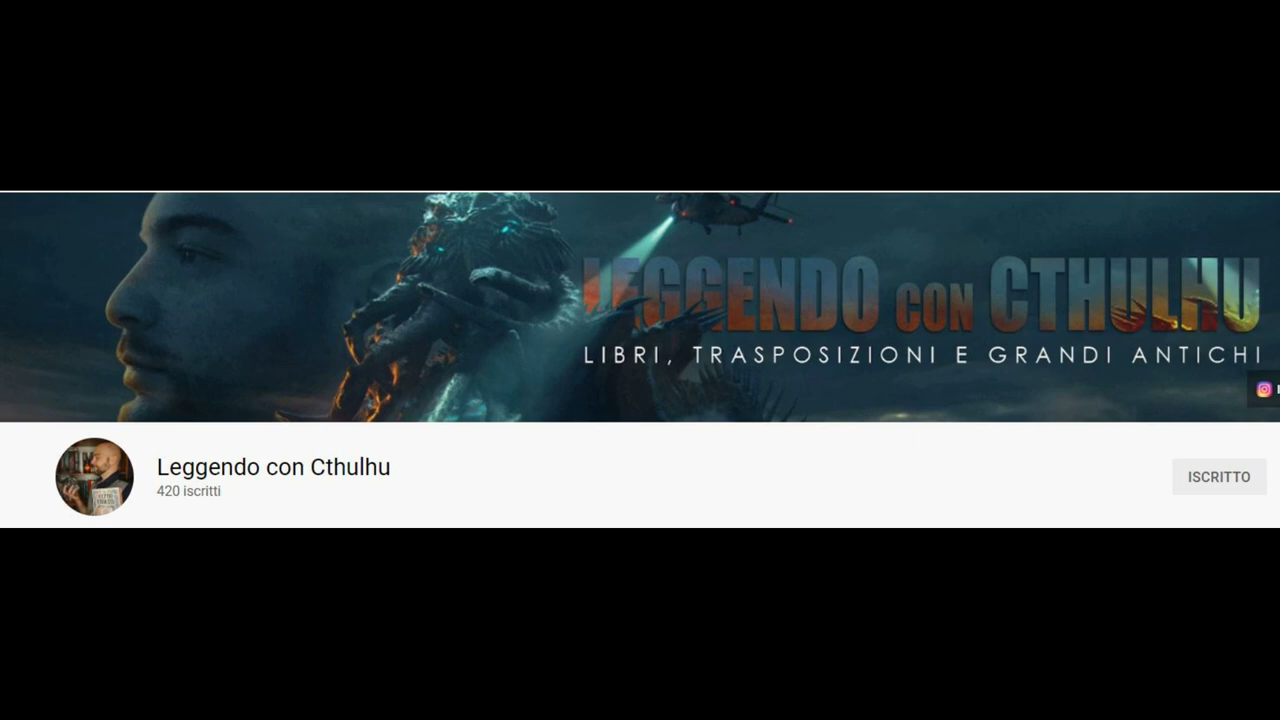 LEGGENDO CON CTHULHU
LIBRI, TRASPOSIZIONI E GRANDI ANTICHI
Leggendo con Cthulhu
420 iscritti
ISCRITTO